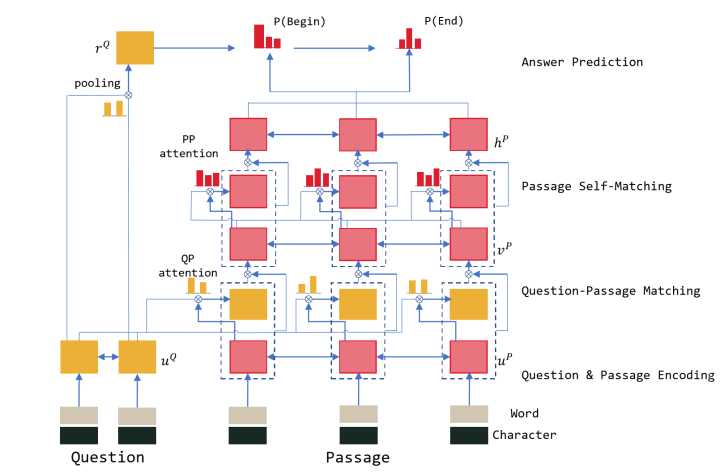 P(Begin)
P(End)
r^Q
Answer Prediction
pooling
PP
attention
h^P
Passage Self-Matching
v^P
QP
attention
Question-Passage Matching
u^Q
u^P
Question & Passage Encoding
Word
Character
Question
Passage